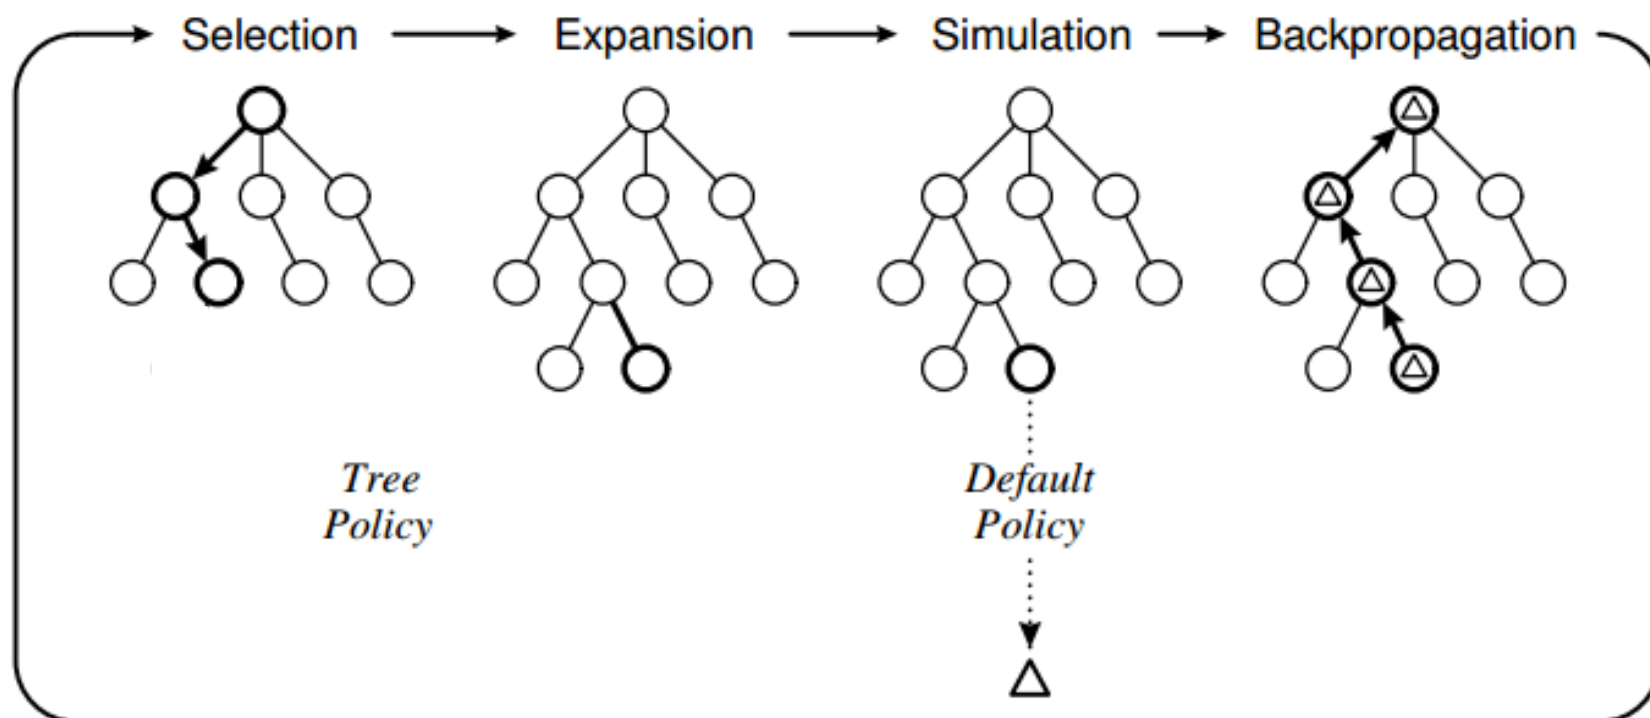 Selection
Expansion
Simulation
Backpropagation
Tree
Policy
Default
Policy